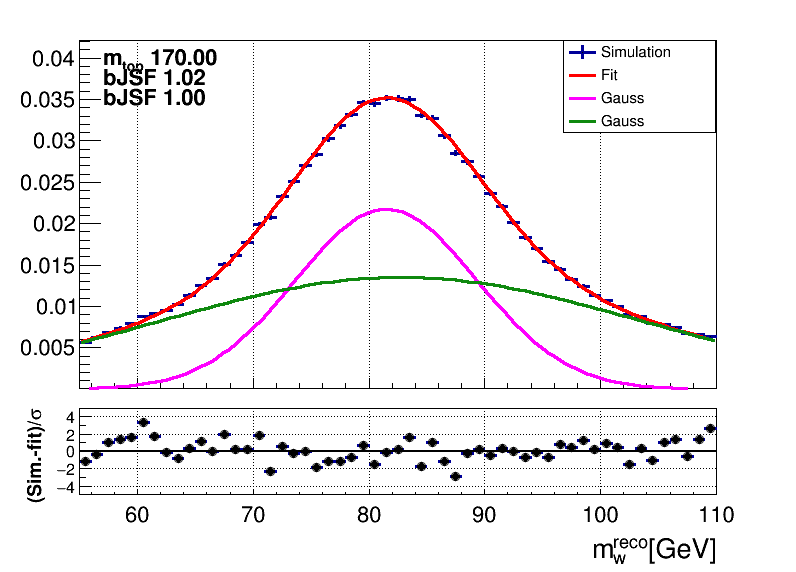 m_top 170.00
bJSF 1.02
bJSF 1.00
Simulation
Fit
Gauss
Gauss
0.04
0.035
0.03
0.025
0.02
0.015
0.01
0.005
(Sim.-fit)/σ
4
2
0
−2
−4
60 70 80 90 100 110
m_w^reco[GeV]